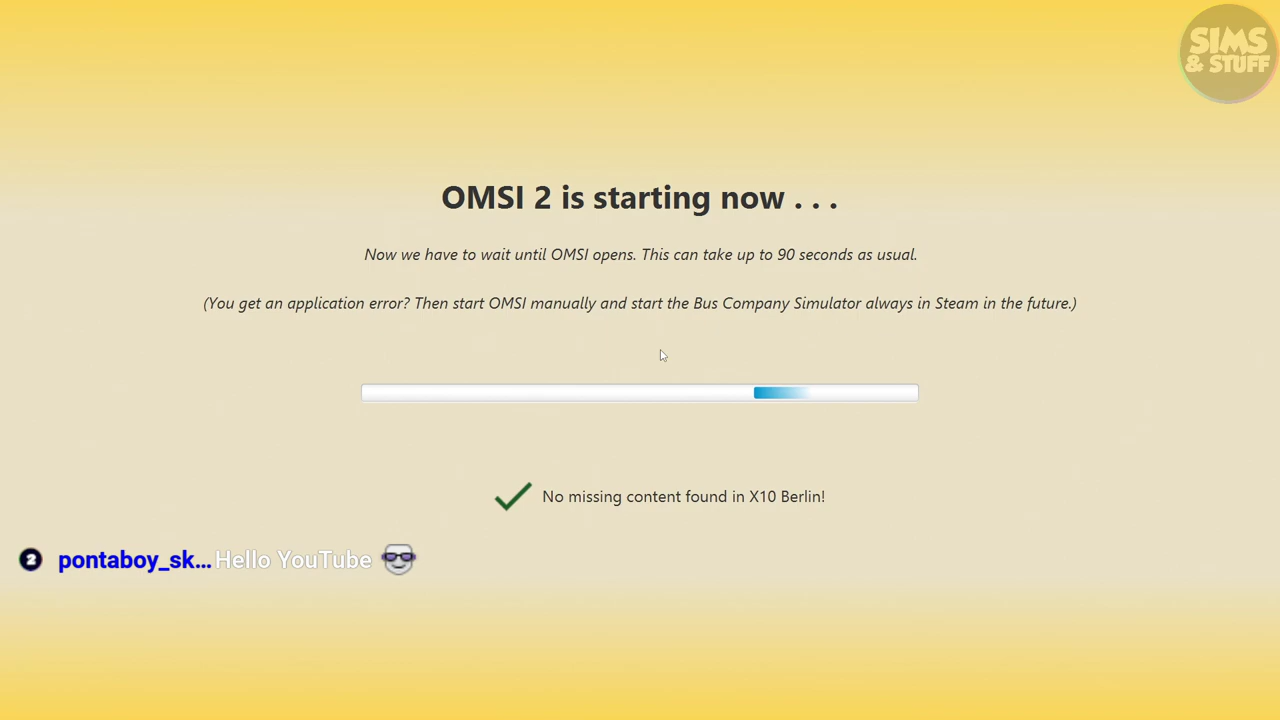 SIMS
& STUFF
OMSI 2 is starting now . . .
Now we have to wait until OMSI opens. This can take up to 90 seconds as usual.
(You get an application error? Then start OMSI manually and start the Bus Company Simulator always in Steam in the future.)
No missing content found in X10 Berlin!
2 pontaboy_sk... Hello YouTube